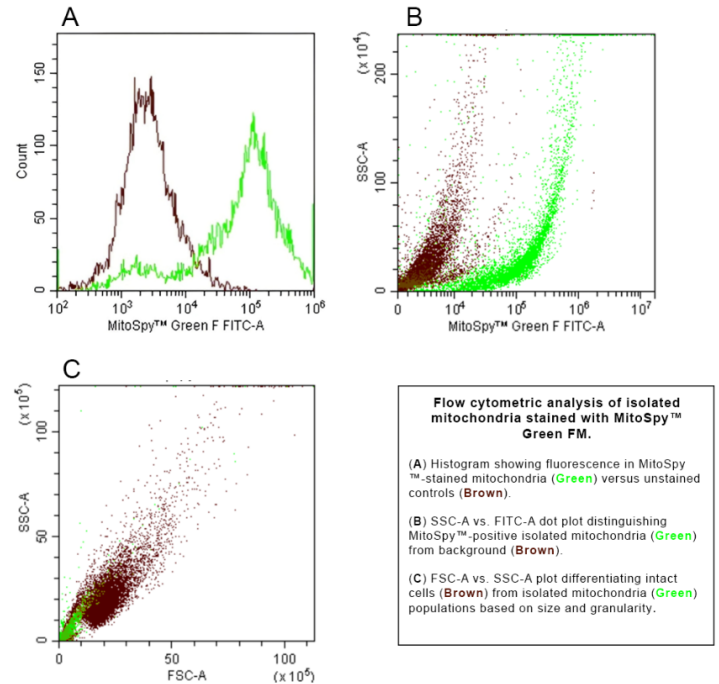 A
Count
150
100
50
0
10²
10³
10⁴
10⁵
10⁶
MitoSpy™ Green F FITC-A
B
(x10⁴)
SSC-A
200
100
0
0
10⁴
10⁵
10⁶
10⁷
MitoSpy™ Green F FITC-A
C
(x10⁵)
SSC-A
100
50
0
0
50
100
FSC-A
(x10⁵)
Flow cytometric analysis of isolated
mitochondria stained with MitoSpy™
Green FM.
(A) Histogram showing fluorescence in MitoSpy
™-stained mitochondria (Green) versus unstained
controls (Brown).
(B) SSC-A vs. FITC-A dot plot distinguishing
MitoSpy™-positive isolated mitochondria (Green)
from background (Brown).
(C) FSC-A vs. SSC-A plot differentiating intact
cells (Brown) from isolated mitochondria (Green)
populations based on size and granularity.